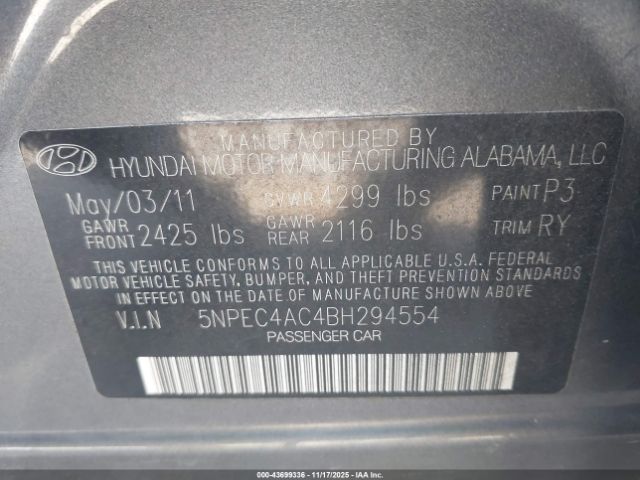 MANUFACTURED BY
HYUNDAI MOTOR MANUFACTURING ALABAMA, LLC
May/03/11 GVWR 4299 lbs PAINT P3
GAWR FRONT 2425 lbs GAWR REAR 2116 lbs TRIM RY
THIS VEHICLE CONFORMS TO ALL APPLICABLE U.S.A. FEDERAL
MOTOR VEHICLE SAFETY, BUMPER, AND THEFT PREVENTION STANDARDS
IN EFFECT ON THE DATE OF MANUFACTURE SHOWN ABOVE
V.I.N 5NPEC4AC4BH294554
PASSENGER CAR
000-43699336 - 11/17/2025 - COPYRIGHT IAA, LLC.